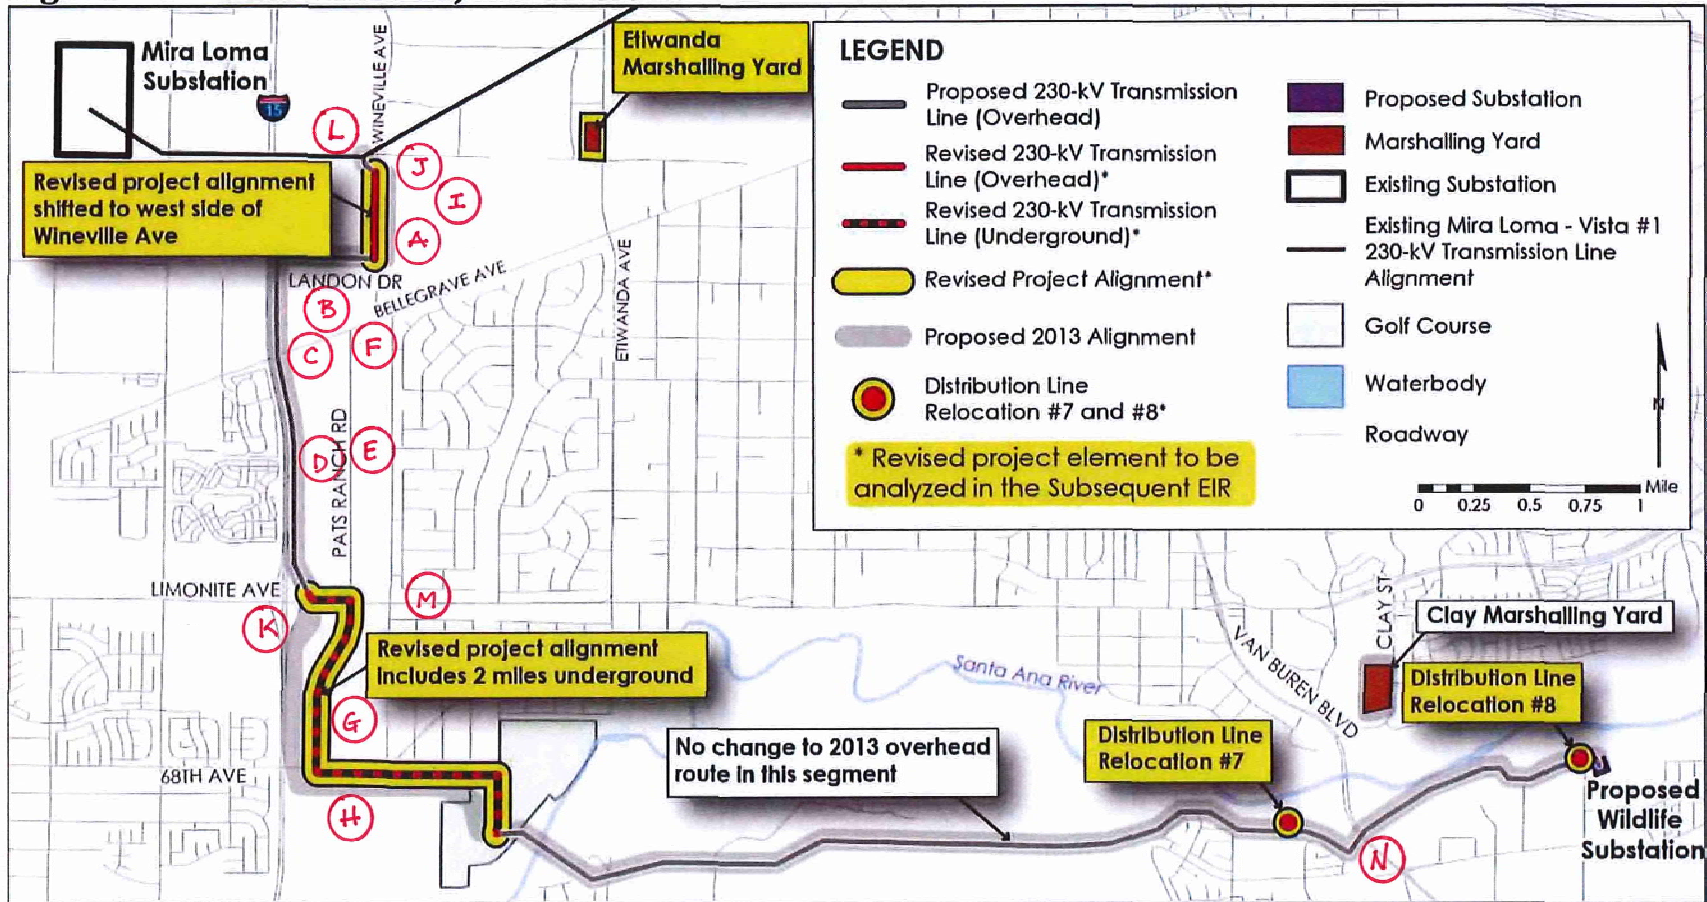 Mira Loma
Substation
15
WINEVILLE AVE
Etiwanda
Marshalling Yard
L
J
I
A
Revised project alignment
shifted to west side of
Wineville Ave
LANDON DR
BELLEGRAVE AVE
ETIWANDA AVE
B
C
F
D
E
PATS RANCH RD
LIMONITE AVE
M
K
Revised project alignment
includes 2 miles underground
G
68TH AVE
H
Santa Ana River
No change to 2013 overhead
route in this segment
VAN BUREN BLVD
CLAY ST
Clay Marshalling Yard
Distribution Line
Relocation #8
Distribution Line
Relocation #7
N
Proposed
Wildlife
Substation
LEGEND
Proposed 230-kV Transmission
Line (Overhead)
Revised 230-kV Transmission
Line (Overhead)*
Revised 230-kV Transmission
Line (Underground)*
Revised Project Alignment*
Proposed 2013 Alignment
Distribution Line
Relocation #7 and #8*
* Revised project element to be
analyzed in the Subsequent EIR
Proposed Substation
Marshalling Yard
Existing Substation
Existing Mira Loma - Vista #1
230-kV Transmission Line
Alignment
Golf Course
Waterbody
Roadway
N
Mile
0 0.25 0.5 0.75 1